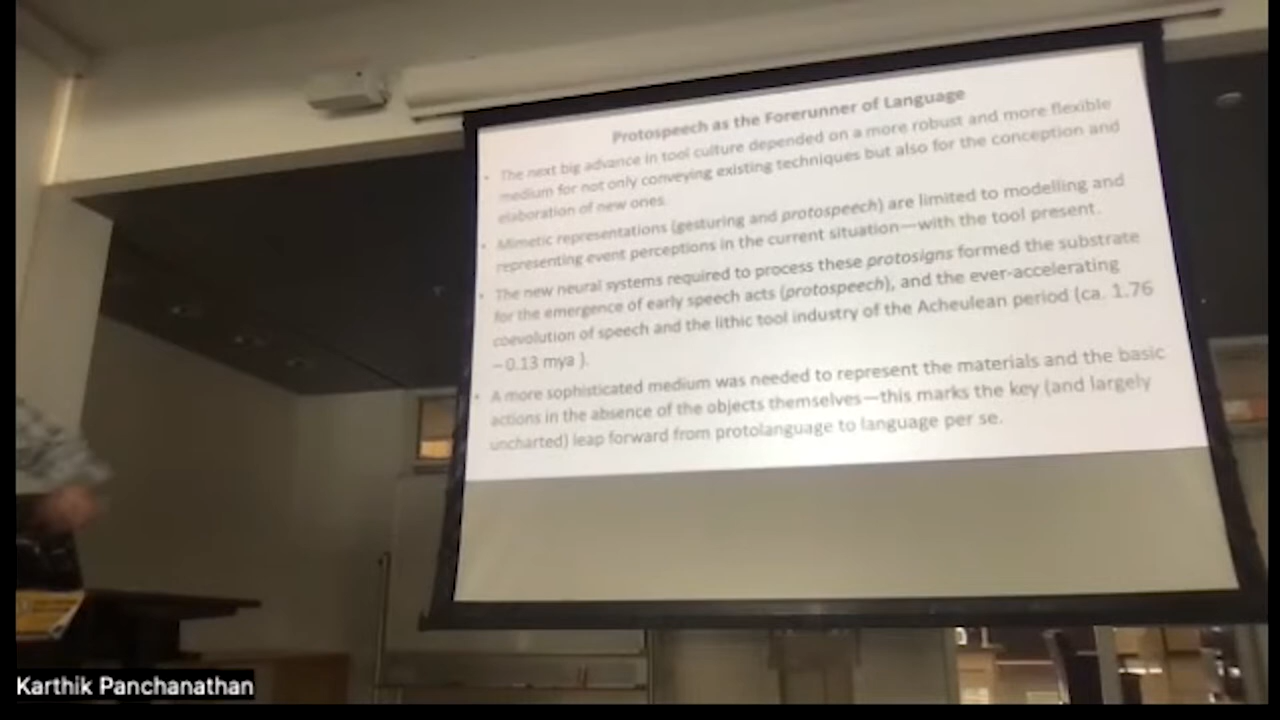 Protospeech as the Forerunner of Language
• The next big advance in tool culture depended on a more robust and more flexible
medium for not only conveying existing techniques but also for the conception and
elaboration of new ones.
• Mimetic representations (gesturing and protospeech) are limited to modelling and
representing event perceptions in the current situation—with the tool present.
• The new neural systems required to process these protosigns formed the substrate
for the emergence of early speech acts (protospeech), and the ever-accelerating
coevolution of speech and the lithic tool industry of the Acheulean period (ca. 1.76
– 0.13 mya ).
• A more sophisticated medium was needed to represent the materials and the basic
actions in the absence of the objects themselves—this marks the key (and largely
uncharted) leap forward from protolanguage to language per se.
Karthik Panchanathan